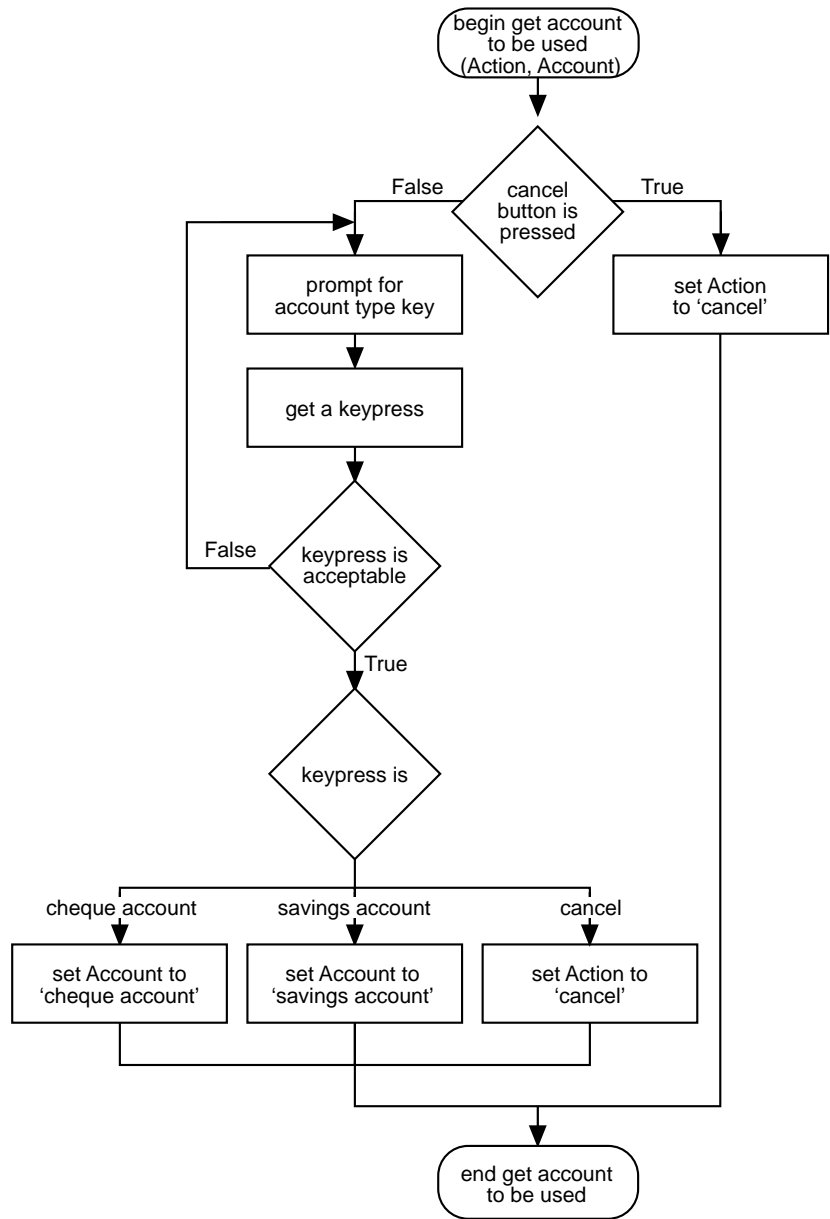 begin get account
to be used
(Action, Account)
False
cancel
button is
pressed
True
prompt for
account type key
set Action
to ‘cancel’
get a keypress
False
keypress is
acceptable
True
keypress is
cheque account
savings account
cancel
set Account to
‘cheque account’
set Account to
‘savings account’
set Action to
‘cancel’
end get account
to be used